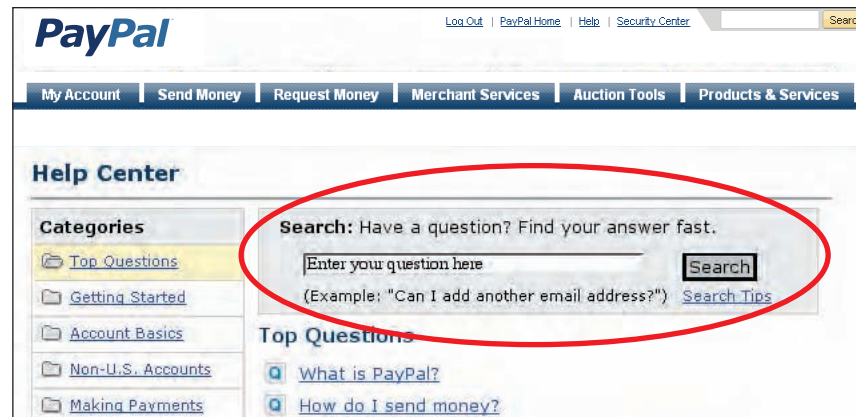 PayPal
Log Out | PayPal Home | Help | Security Center
My Account Send Money Request Money Merchant Services Auction Tools Products & Services
Help Center
Categories
Top Questions
Getting Started
Account Basics
Non-U.S. Accounts
Making Payments
Search: Have a question? Find your answer fast.
Enter your question here
Search
(Example: "Can I add another email address?") Search Tips
Top Questions
Q What is PayPal?
Q How do I send money?